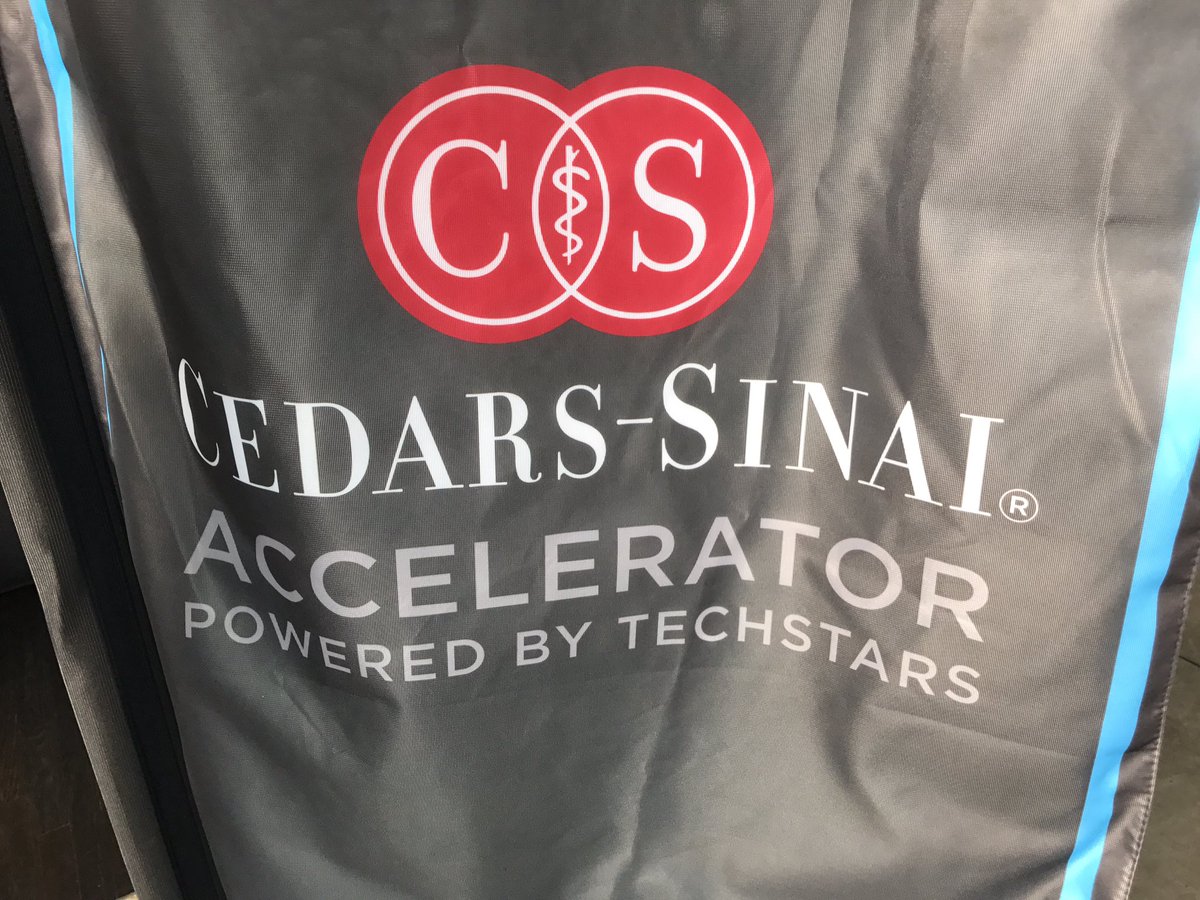 CS
CEDARS-SINAI®
ACCELERATOR
POWERED BY TECHSTARS